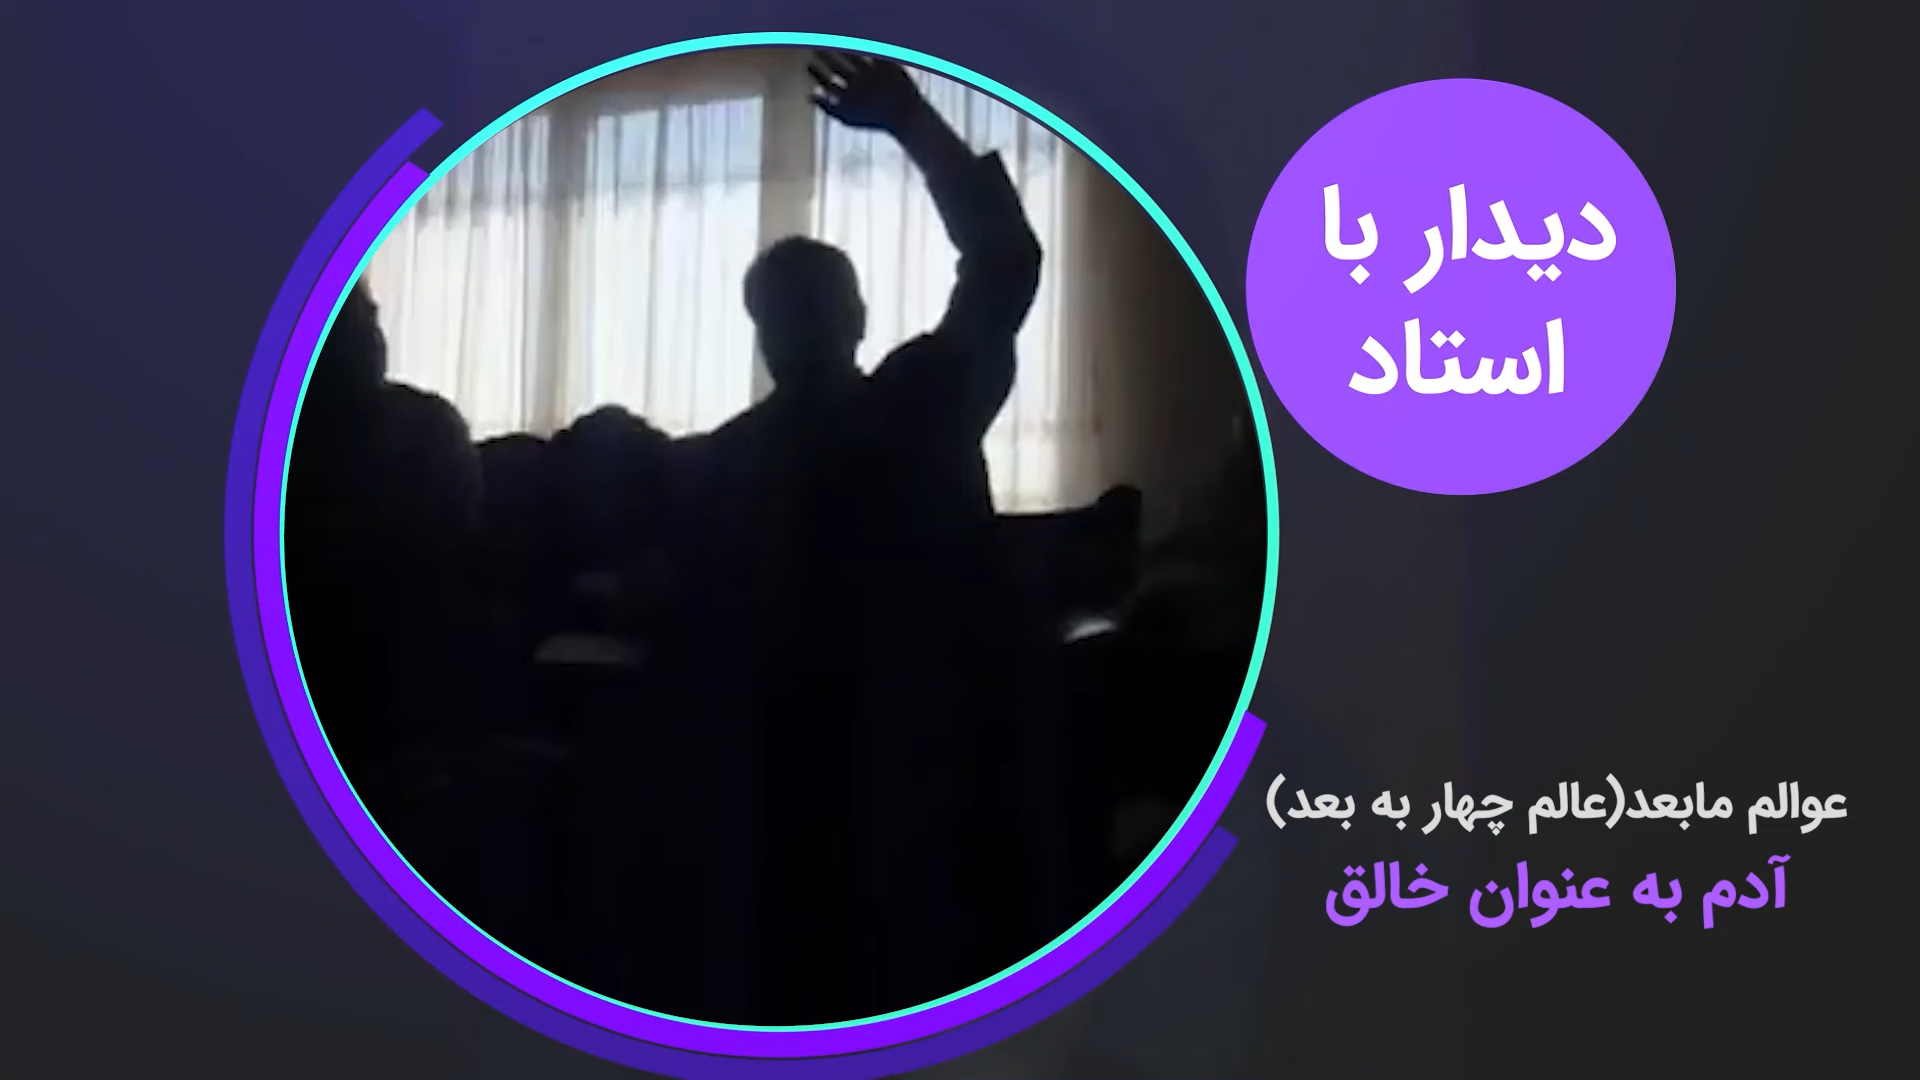 دیدار با
استاد
عوالم مابعد(عالم چهار به بعد)
آدم به عنوان خالق